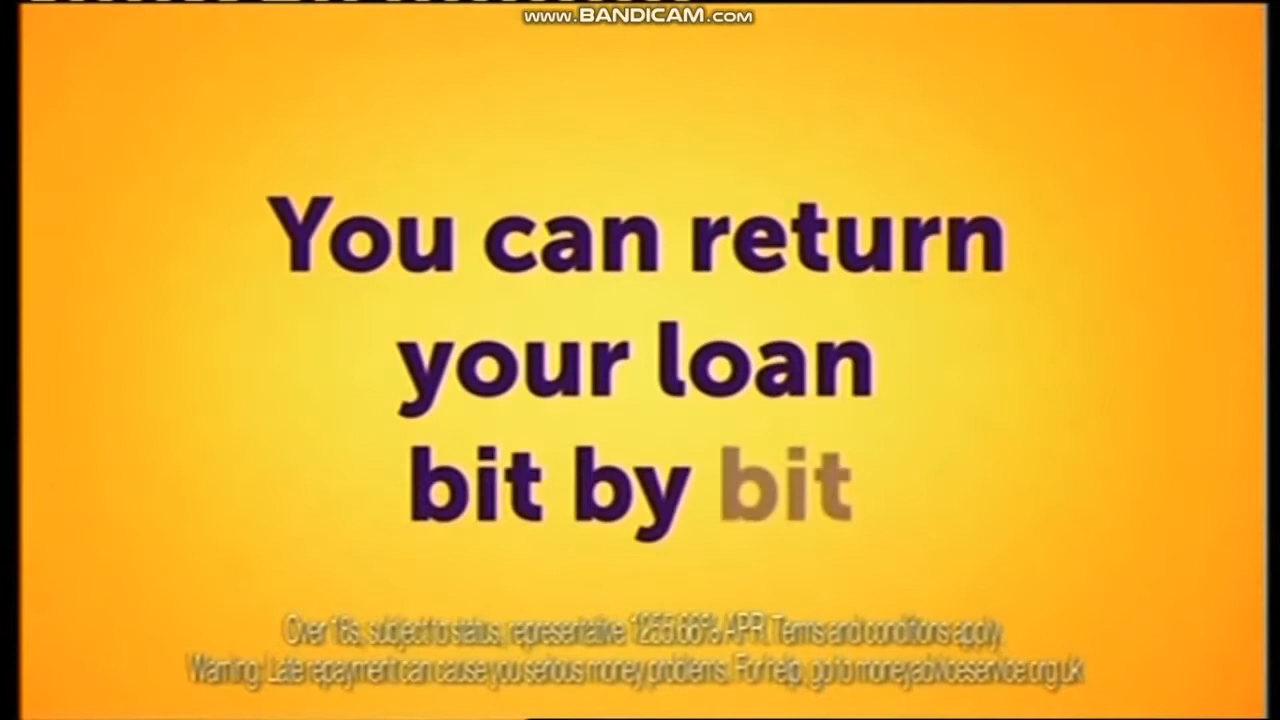 www.BANDICAM.com
You can return
your loan
bit by bit
Over 18s, subject to status, representative 1255.66% APR. Terms and conditions apply.
Warning: Late repayment can cause you serious money problems. For help, go to moneyadviceservice.org.uk